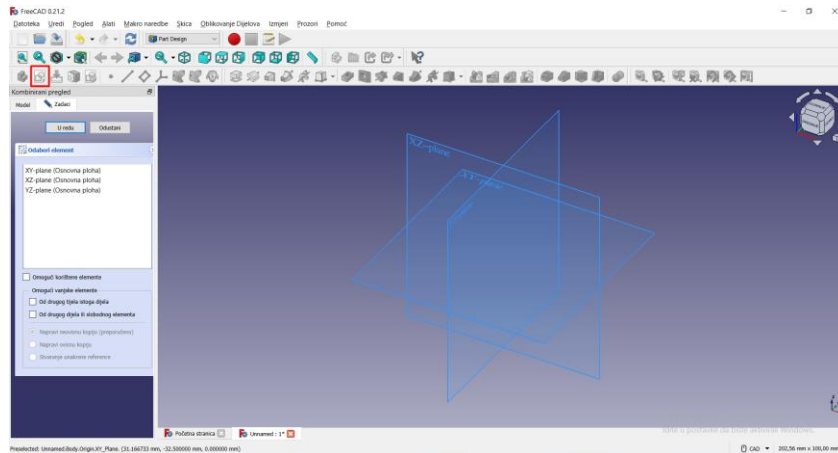 FreeCAD 0.21.2
Datoteka Uredi Pogled Alati Makro naredbe Skica Oblikovanje Dijelova Izmjeri Prozori Pomoć
Part Design
Kombinirani pregled
Model Zadaci
U redu Odustani
Odaberi element
XY-plane (Osnovna ploha)
XZ-plane (Osnovna ploha)
YZ-plane (Osnovna ploha)
Omogući korištene elemente
Omogući vanjske elemente
Od drugog tijela istoga dijela
Od drugog dijela ili slobodnog elementa
Napravi neovisnu kopiju (preporučeno)
Napravi ovisnu kopiju
Stvaranje unakrsne reference
XZ-plane
XY-plane
Početna stranica
Unnamed : 1*
Preselected: Unnamed.Body.Origin.XY_Plane. (31.166733 mm, -32.500000 mm, 0.000000 mm)
CAD
202,56 mm x 100,00 mm